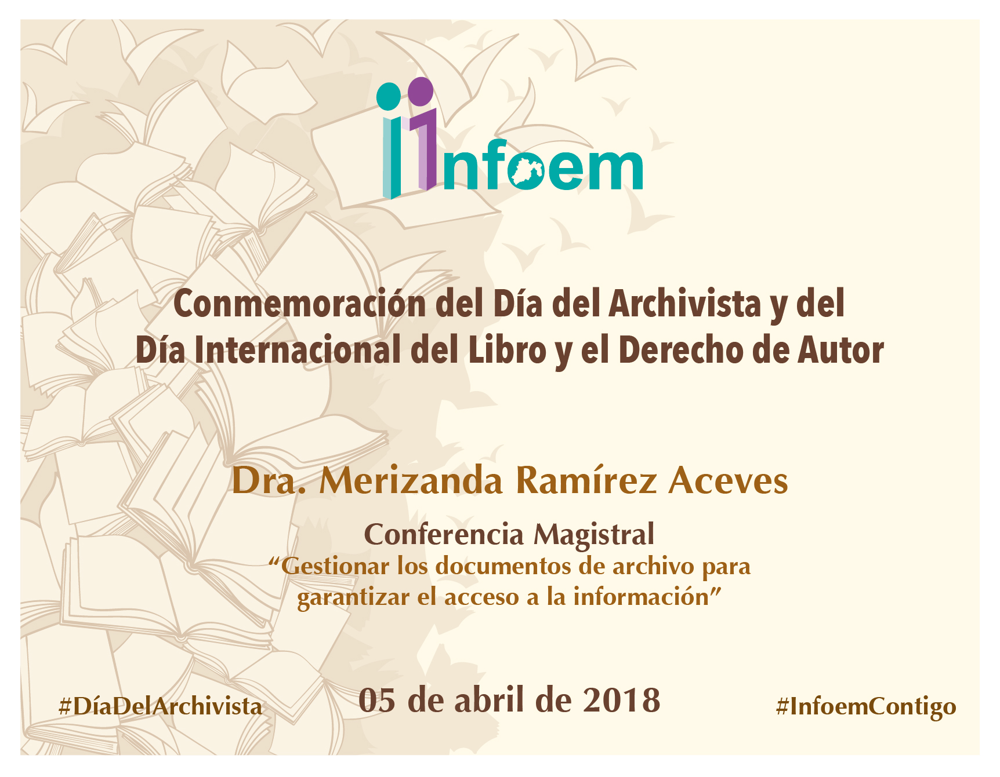 infoem
Conmemoración del Día del Archivista y del
Día Internacional del Libro y el Derecho de Autor
Dra. Merizanda Ramírez Aceves
Conferencia Magistral
“Gestionar los documentos de archivo para
garantizar el acceso a la información”
#DíaDelArchivista
05 de abril de 2018
#InfoemContigo